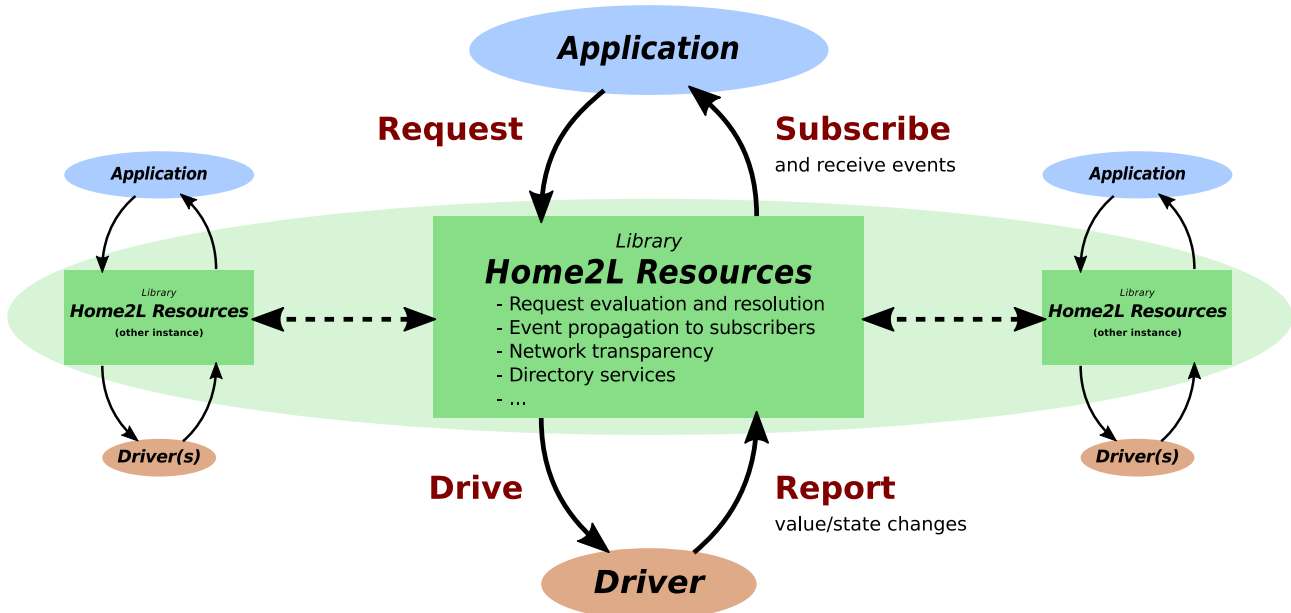 Application
Request
Subscribe
and receive events
Application
Library
Home2L Resources
(other instance)
Driver(s)
Library
Home2L Resources
- Request evaluation and resolution
- Event propagation to subscribers
- Network transparency
- Directory services
- ...
Application
Library
Home2L Resources
(other instance)
Driver(s)
Drive
Report
value/state changes
Driver